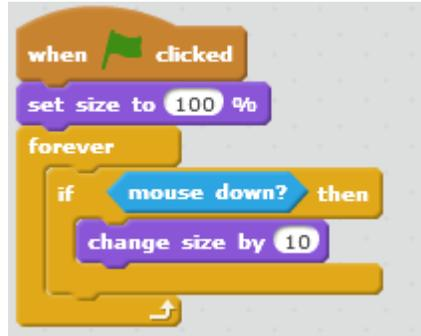 when clicked
set size to 100 %
forever
if mouse down? then
change size by 10